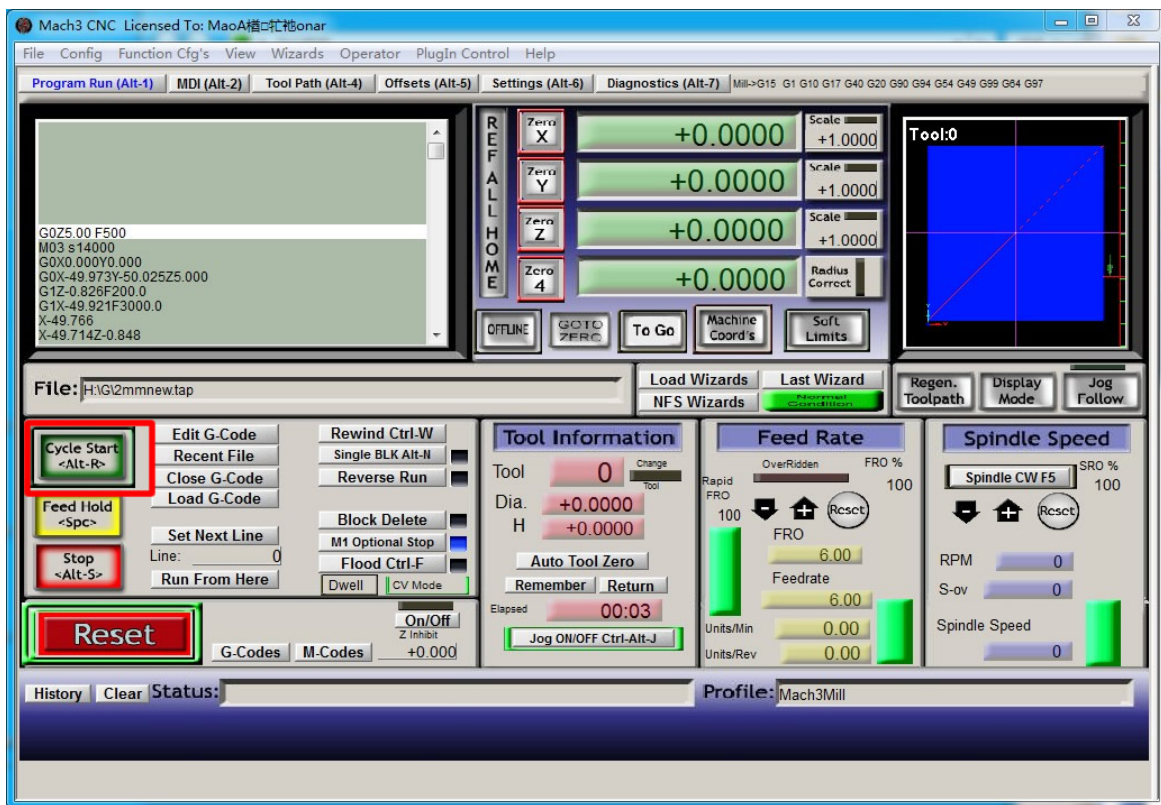 Mach3 CNC Licensed To: MaoA楮□牤褵onar
File Config Function Cfg's View Wizards Operator PlugIn Control Help
Program Run (Alt-1) MDI (Alt-2) Tool Path (Alt-4) Offsets (Alt-5) Settings (Alt-6) Diagnostics (Alt-7) Mill->G15 G1 G10 G17 G40 G20 G90 G94 G54 G49 G99 G64 G97
G0Z5.00 F500
M03 s14000
G0X0.000Y0.000
G0X-49.973Y-50.025Z5.000
G1Z-0.826F200.0
G1X-49.921F3000.0
X-49.766
X-49.714Z-0.848
REF ALL HOME
Zero X +0.0000 Scale +1.0000
Zero Y +0.0000 Scale +1.0000
Zero Z +0.0000 Scale +1.0000
Zero 4 +0.0000 Radius Correct
OFFLINE GOTO ZERO To Go Machine Coord's Soft Limits
Tool:0
File: H:\G\2mmnew.tap
Load Wizards Last Wizard
NFS Wizards Normal Condition
Regen. Toolpath Display Mode Jog Follow
Cycle Start <Alt-R>
Feed Hold <Spc>
Stop <Alt-S>
Edit G-Code
Recent File
Close G-Code
Load G-Code
Set Next Line
Line: 0
Run From Here
Rewind Ctrl-W
Single BLK Alt-N
Reverse Run
Block Delete
M1 Optional Stop
Flood Ctrl-F
Dwell CV Mode
Reset
G-Codes M-Codes
On/Off
Z Inhibit
+0.000
Tool Information
Tool 0 Change Tool
Dia. +0.0000
H +0.0000
Auto Tool Zero
Remember Return
Elapsed 00:03
Jog ON/OFF Ctrl-Alt-J
Feed Rate
OverRidden FRO %
Rapid FRO 100
100
Reset
FRO
6.00
Feedrate
6.00
Units/Min 0.00
Units/Rev 0.00
Spindle Speed
Spindle CW F5 SRO %
100
Reset
RPM 0
S-ov 0
Spindle Speed
0
History Clear Status:
Profile: Mach3Mill